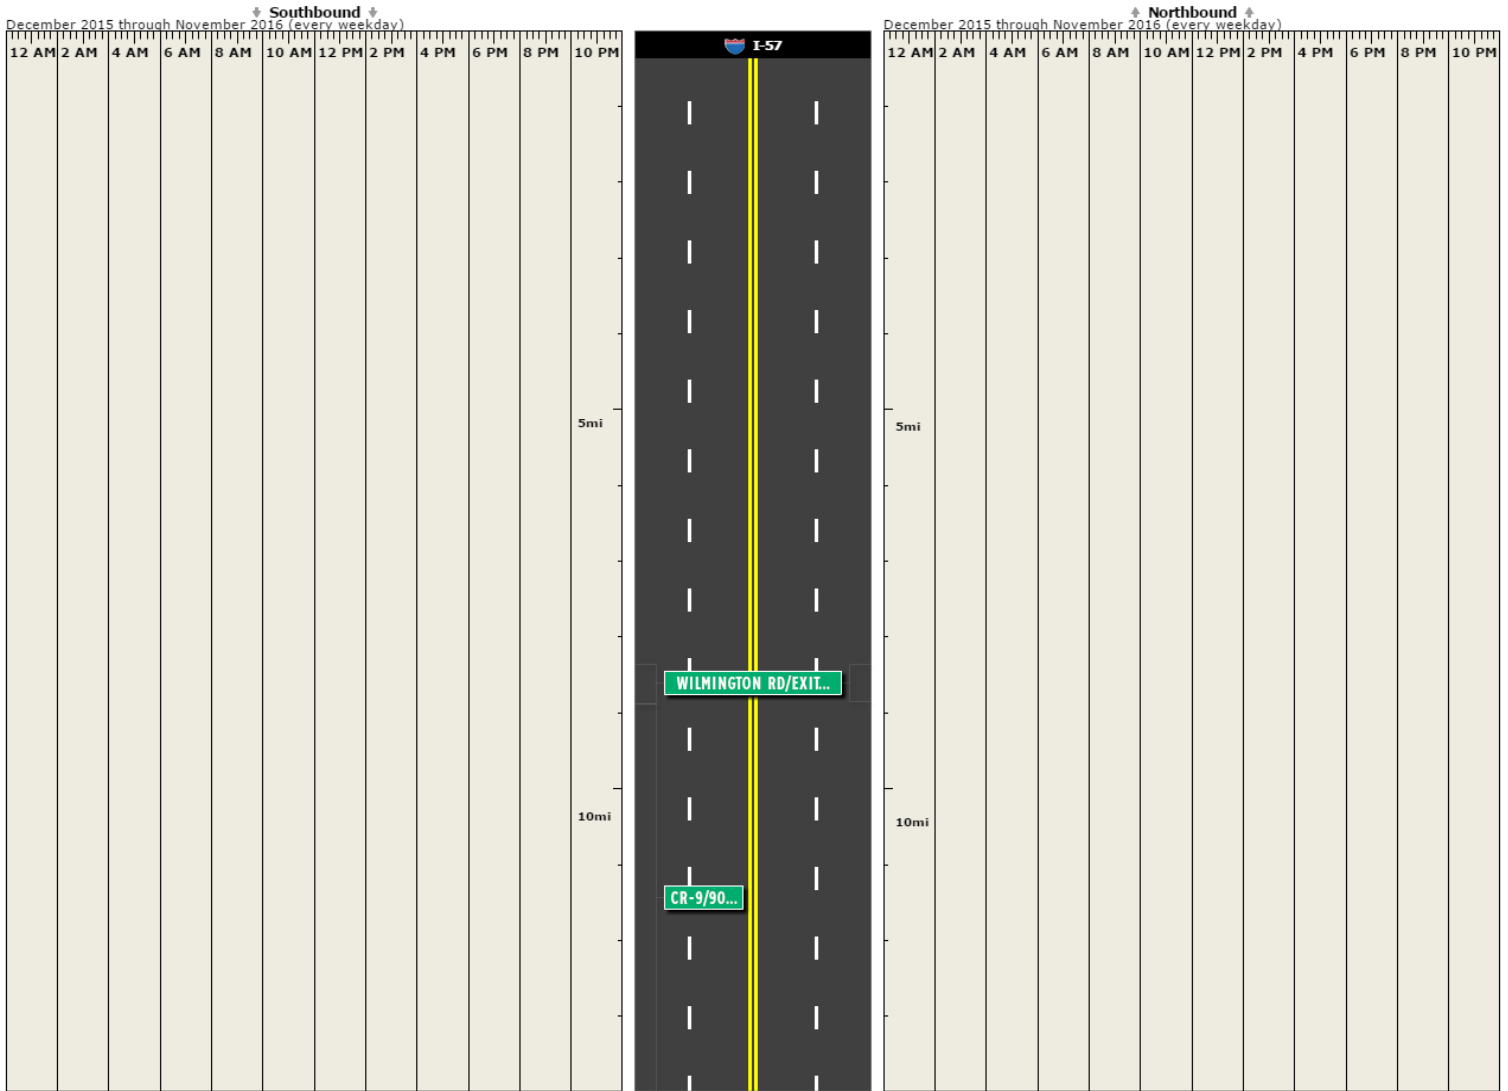 Southbound
December 2015 through November 2016 (every weekday)
12 AM 2 AM 4 AM 6 AM 8 AM 10 AM 12 PM 2 PM 4 PM 6 PM 8 PM 10 PM
I-57
Northbound
December 2015 through November 2016 (every weekday)
12 AM 2 AM 4 AM 6 AM 8 AM 10 AM 12 PM 2 PM 4 PM 6 PM 8 PM 10 PM
5mi
5mi
WILMINGTON RD/EXIT...
10mi
10mi
CR-9/90...